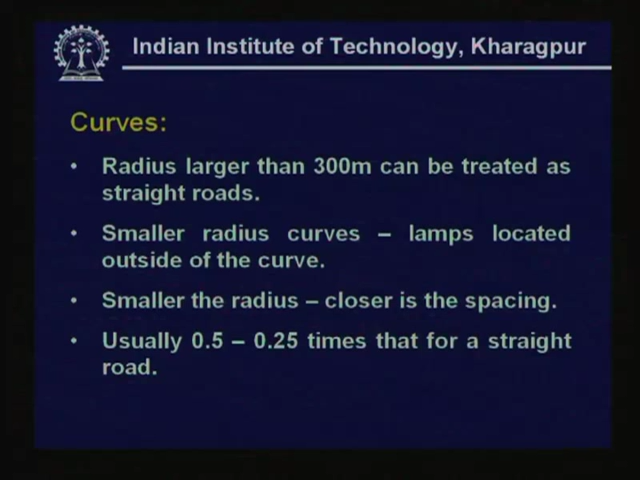 Indian Institute of Technology, Kharagpur
Curves:
• Radius larger than 300m can be treated as
straight roads.
• Smaller radius curves – lamps located
outside of the curve.
• Smaller the radius – closer is the spacing.
• Usually 0.5 – 0.25 times that for a straight
road.